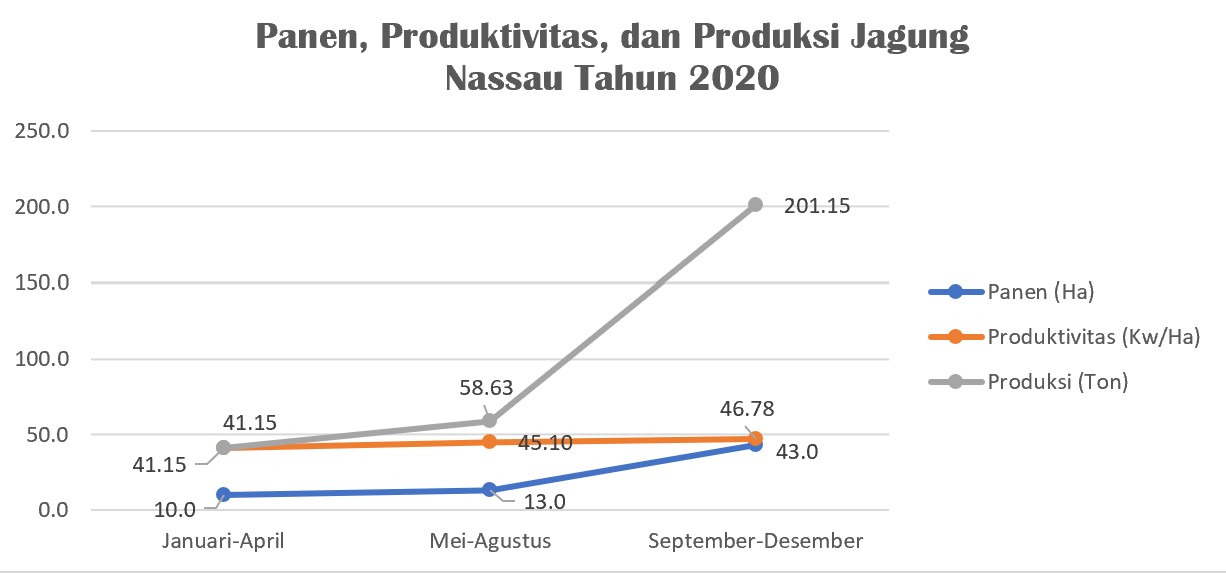 Panen, Produktivitas, dan Produksi Jagung
Nassau Tahun 2020
250.0
200.0
201.15
150.0
Panen (Ha)
Produktivitas (Kw/Ha)
100.0
Produksi (Ton)
58.63
46.78
41.15
50.0
45.10
43.0
41.15
10.0
13.0
0.0
Januari-April
Mei-Agustus
September-Desember